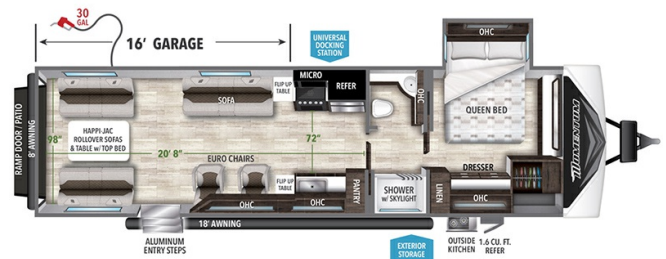 30
GAL
16' GARAGE
UNIVERSAL
DOCKING
STATION
OHC
RAMP DOOR / PATIO
8' AWNING
98"
HAPPI-JAC
ROLLOVER SOFAS
& TABLE w/ TOP BED
SOFA
FLIP UP
TABLE
MICRO
REFER
OHC
QUEEN BED
20' 8"
72"
EURO CHAIRS
FLIP UP
TABLE
OHC
OHC
PANTRY
SHOWER
w/ SKYLIGHT
LINEN
DRESSER
OHC
MOMENTUM
18' AWNING
ALUMINUM
ENTRY STEPS
EXTERIOR
STORAGE
OUTSIDE
KITCHEN
1.6 CU. FT.
REFER